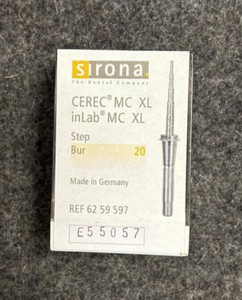 sirona.
The Dental Company
CEREC® MC XL
inLab® MC XL
Step
Bur 20
Made in Germany
REF 62 59 597
E55057